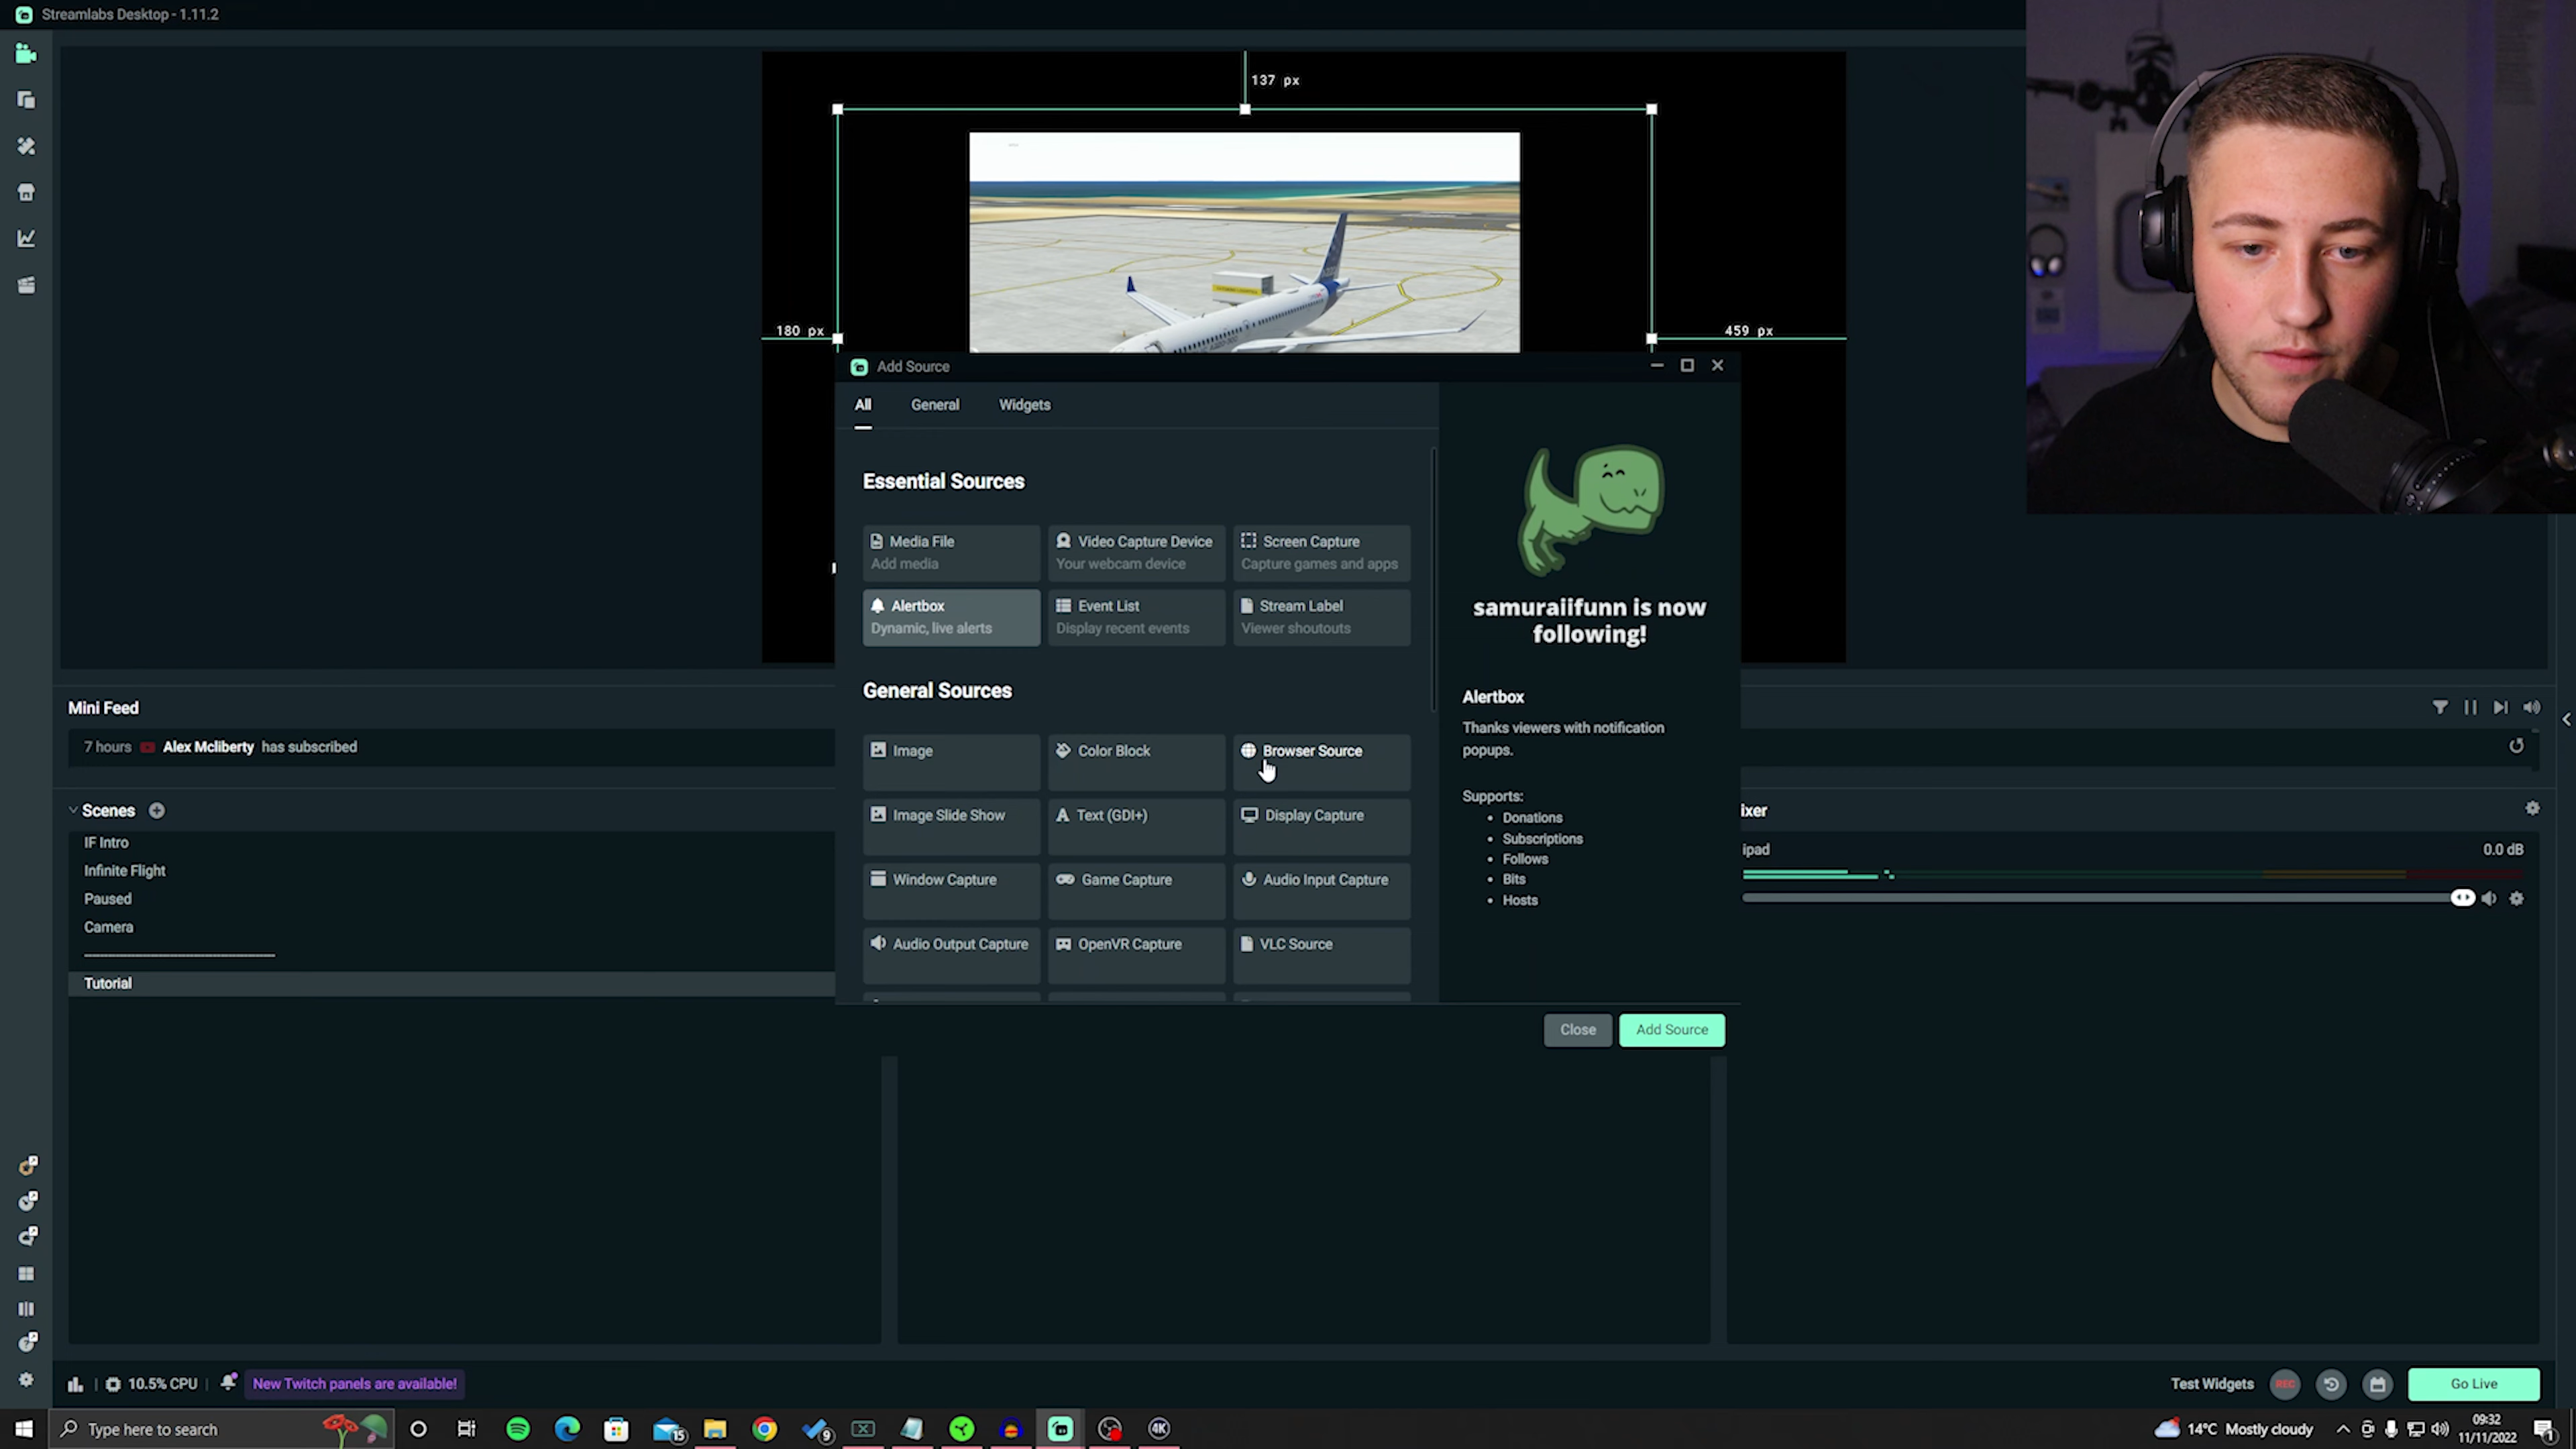 Streamlabs Desktop - 1.11.2
137 px
180 px
459 px
Add Source
All General Widgets
Essential Sources
Media File
Add media
Video Capture Device
Your webcam device
Screen Capture
Capture games and apps
Alertbox
Dynamic, live alerts
Event List
Display recent events
Stream Label
Viewer shoutouts
General Sources
Image
Color Block
Browser Source
Image Slide Show
Text (GDI+)
Display Capture
Window Capture
Game Capture
Audio Input Capture
Audio Output Capture
OpenVR Capture
VLC Source
samuraiifunn is now
following!
Alertbox
Thanks viewers with notification
popups.
Supports:
• Donations
• Subscriptions
• Follows
• Bits
• Hosts
Close
Add Source
Mini Feed
7 hours Alex Mcliberty has subscribed
Scenes
IF Intro
Infinite Flight
Paused
Camera
Tutorial
ixer
ipad
0.0 dB
10.5% CPU
New Twitch panels are available!
Test Widgets
REC
Go Live
Type here to search
15
9
4K
14°C Mostly cloudy
09:32
11/11/2022
1